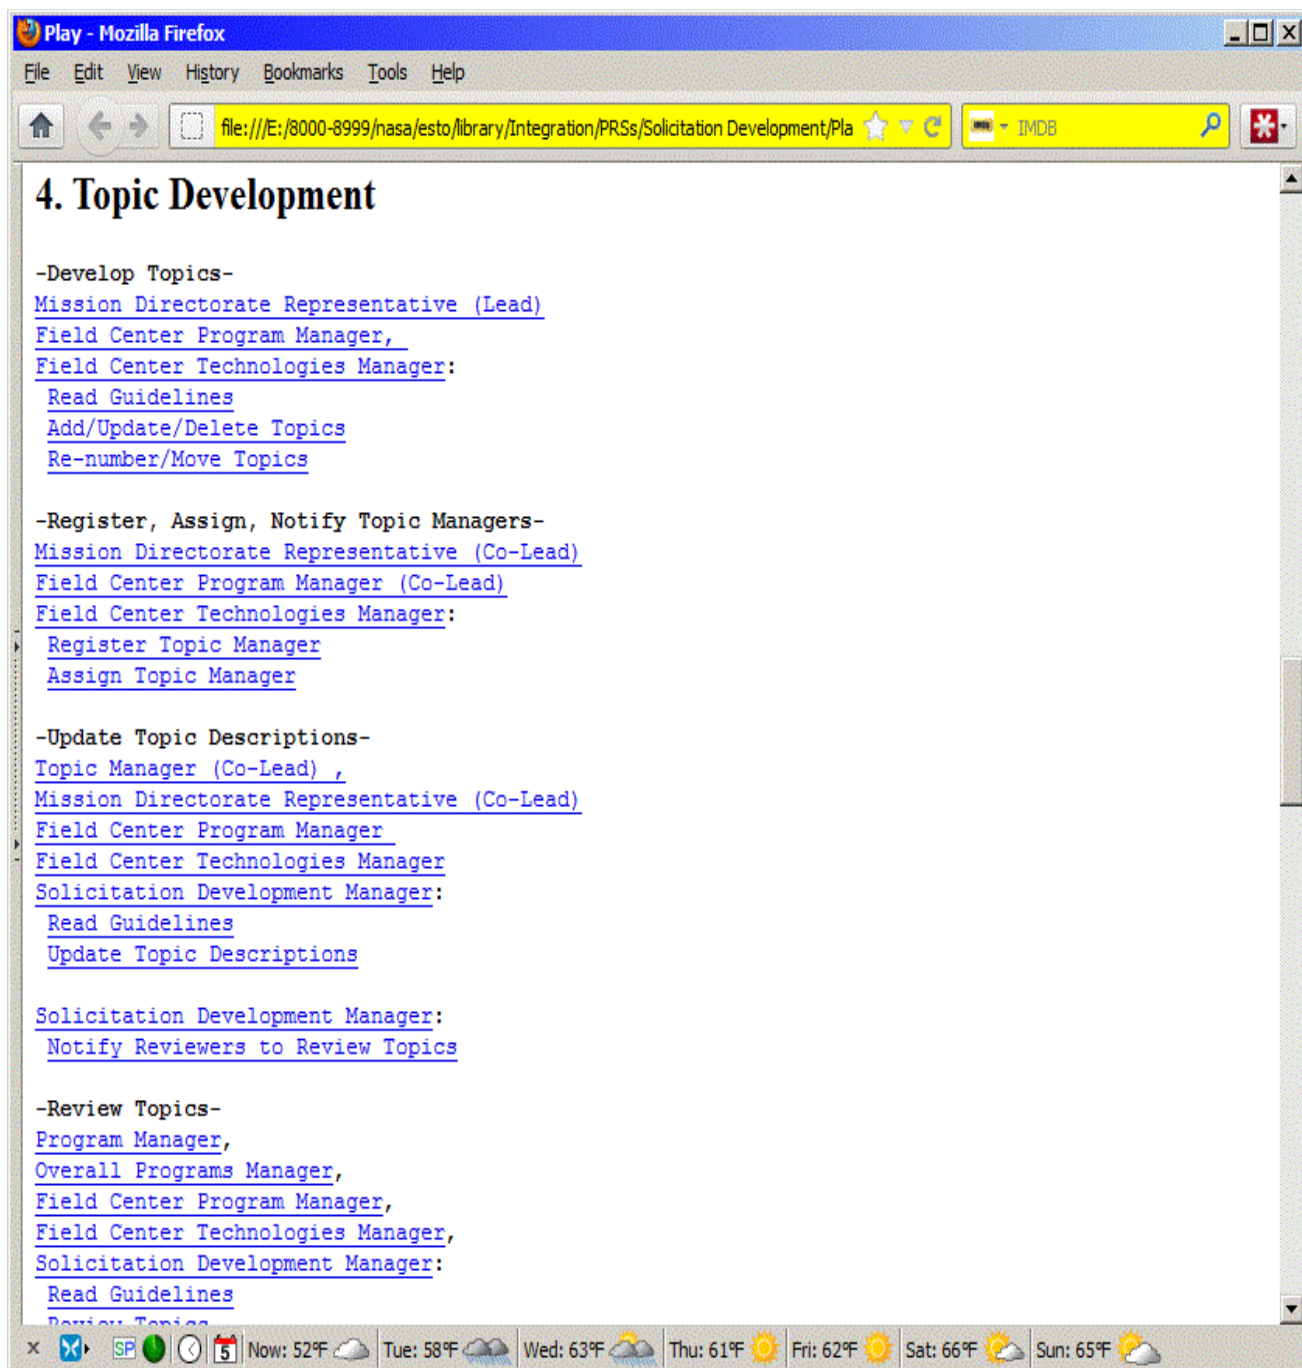 Play - Mozilla Firefox
File Edit View History Bookmarks Tools Help
file:///E:/8000-8999/nasa/esto/library/Integration/PRSs/Solicitation Development/Pla
IMDB
4. Topic Development
-Develop Topics-
Mission Directorate Representative (Lead)
Field Center Program Manager,
Field Center Technologies Manager:
Read Guidelines
Add/Update/Delete Topics
Re-number/Move Topics
-Register, Assign, Notify Topic Managers-
Mission Directorate Representative (Co-Lead)
Field Center Program Manager (Co-Lead)
Field Center Technologies Manager:
Register Topic Manager
Assign Topic Manager
-Update Topic Descriptions-
Topic Manager (Co-Lead) ,
Mission Directorate Representative (Co-Lead)
Field Center Program Manager
Field Center Technologies Manager
Solicitation Development Manager:
Read Guidelines
Update Topic Descriptions
Solicitation Development Manager:
Notify Reviewers to Review Topics
-Review Topics-
Program Manager,
Overall Programs Manager,
Field Center Program Manager,
Field Center Technologies Manager,
Solicitation Development Manager:
Read Guidelines
Review Topics
SP 5 Now: 52°F Tue: 58°F Wed: 63°F Thu: 61°F Fri: 62°F Sat: 66°F Sun: 65°F